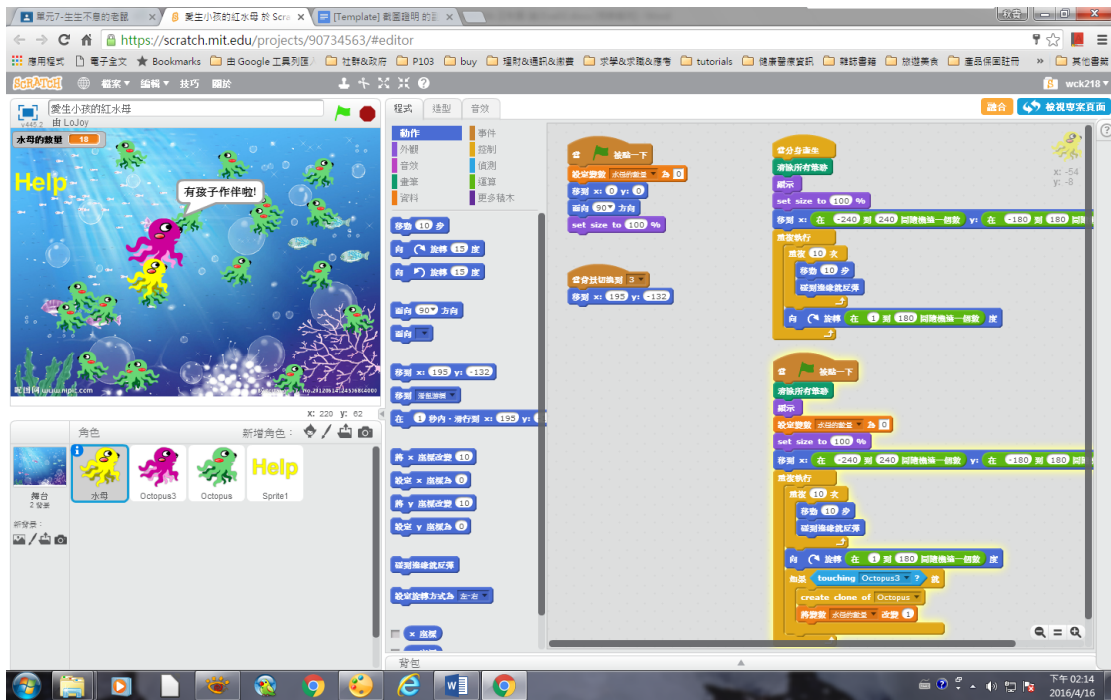 單元7-生生不息的老鼠
愛生小孩的紅水母 於 Scra
[Template] 截圖證明 的副
https://scratch.mit.edu/projects/90734563/#editor
應用程式
電子全文
Bookmarks
由 Google 工具列匯入
社群&政府
P103
buy
理財&通訊&繳費
求學&求職&應考
tutorials
健康醫療資訊
雜誌書籍
旅遊美食
產品保固註冊
»
其他書籤
SCRATCH
檔案▼
編輯▼
技巧
關於
wck218▼
愛生小孩的紅水母
v445.2
由 LoJoy
水母的數量 18
Help
有孩子作伴啦!
x: 220 y: 62
角色
新增角色：
舞台
2 背景
新背景：
水母
Octopus3
Octopus
Help
Sprite1
程式
造型
音效
動作
外觀
音效
畫筆
資料
事件
控制
偵測
運算
更多積木
移動 10 步
向 旋轉 15 度
向 旋轉 15 度
面向 90▼ 方向
面向
移到 x: 195 y: -132
移到 滑鼠游標
在 1 秒內，滑行到 x: 195 y:
將 x 座標改變 10
設定 x 座標為 0
將 y 座標改變 10
設定 y 座標為 0
碰到邊緣就反彈
設定旋轉方式為 左-右
x 座標
背包
融合
檢視專案頁面
x: -54
y: -8
當 被點一下
設定變數 水母的數量 為 0
移到 x: 0 y: 0
面向 90▼ 方向
set size to 100 %
當背景切換到 3
移到 x: 195 y: -132
當分身產生
清除所有筆跡
顯示
set size to 100 %
移到 x: 在 -240 到 240 間隨機選一個數 y: 在 -180 到 180 間隨
重複執行
重複 10 次
移動 10 步
碰到邊緣就反彈
向 旋轉 在 1 到 180 間隨機選一個數 度
當 被點一下
清除所有筆跡
顯示
設定變數 水母的數量 為 0
set size to 100 %
移到 x: 在 -240 到 240 間隨機選一個數 y: 在 -180 到 180 間隨
重複執行
重複 10 次
移動 10 步
碰到邊緣就反彈
向 旋轉 在 1 到 180 間隨機選一個數 度
如果 touching Octopus3 ? 就
create clone of Octopus
將變數 水母的數量 改變 1
下午 02:14
2016/4/16